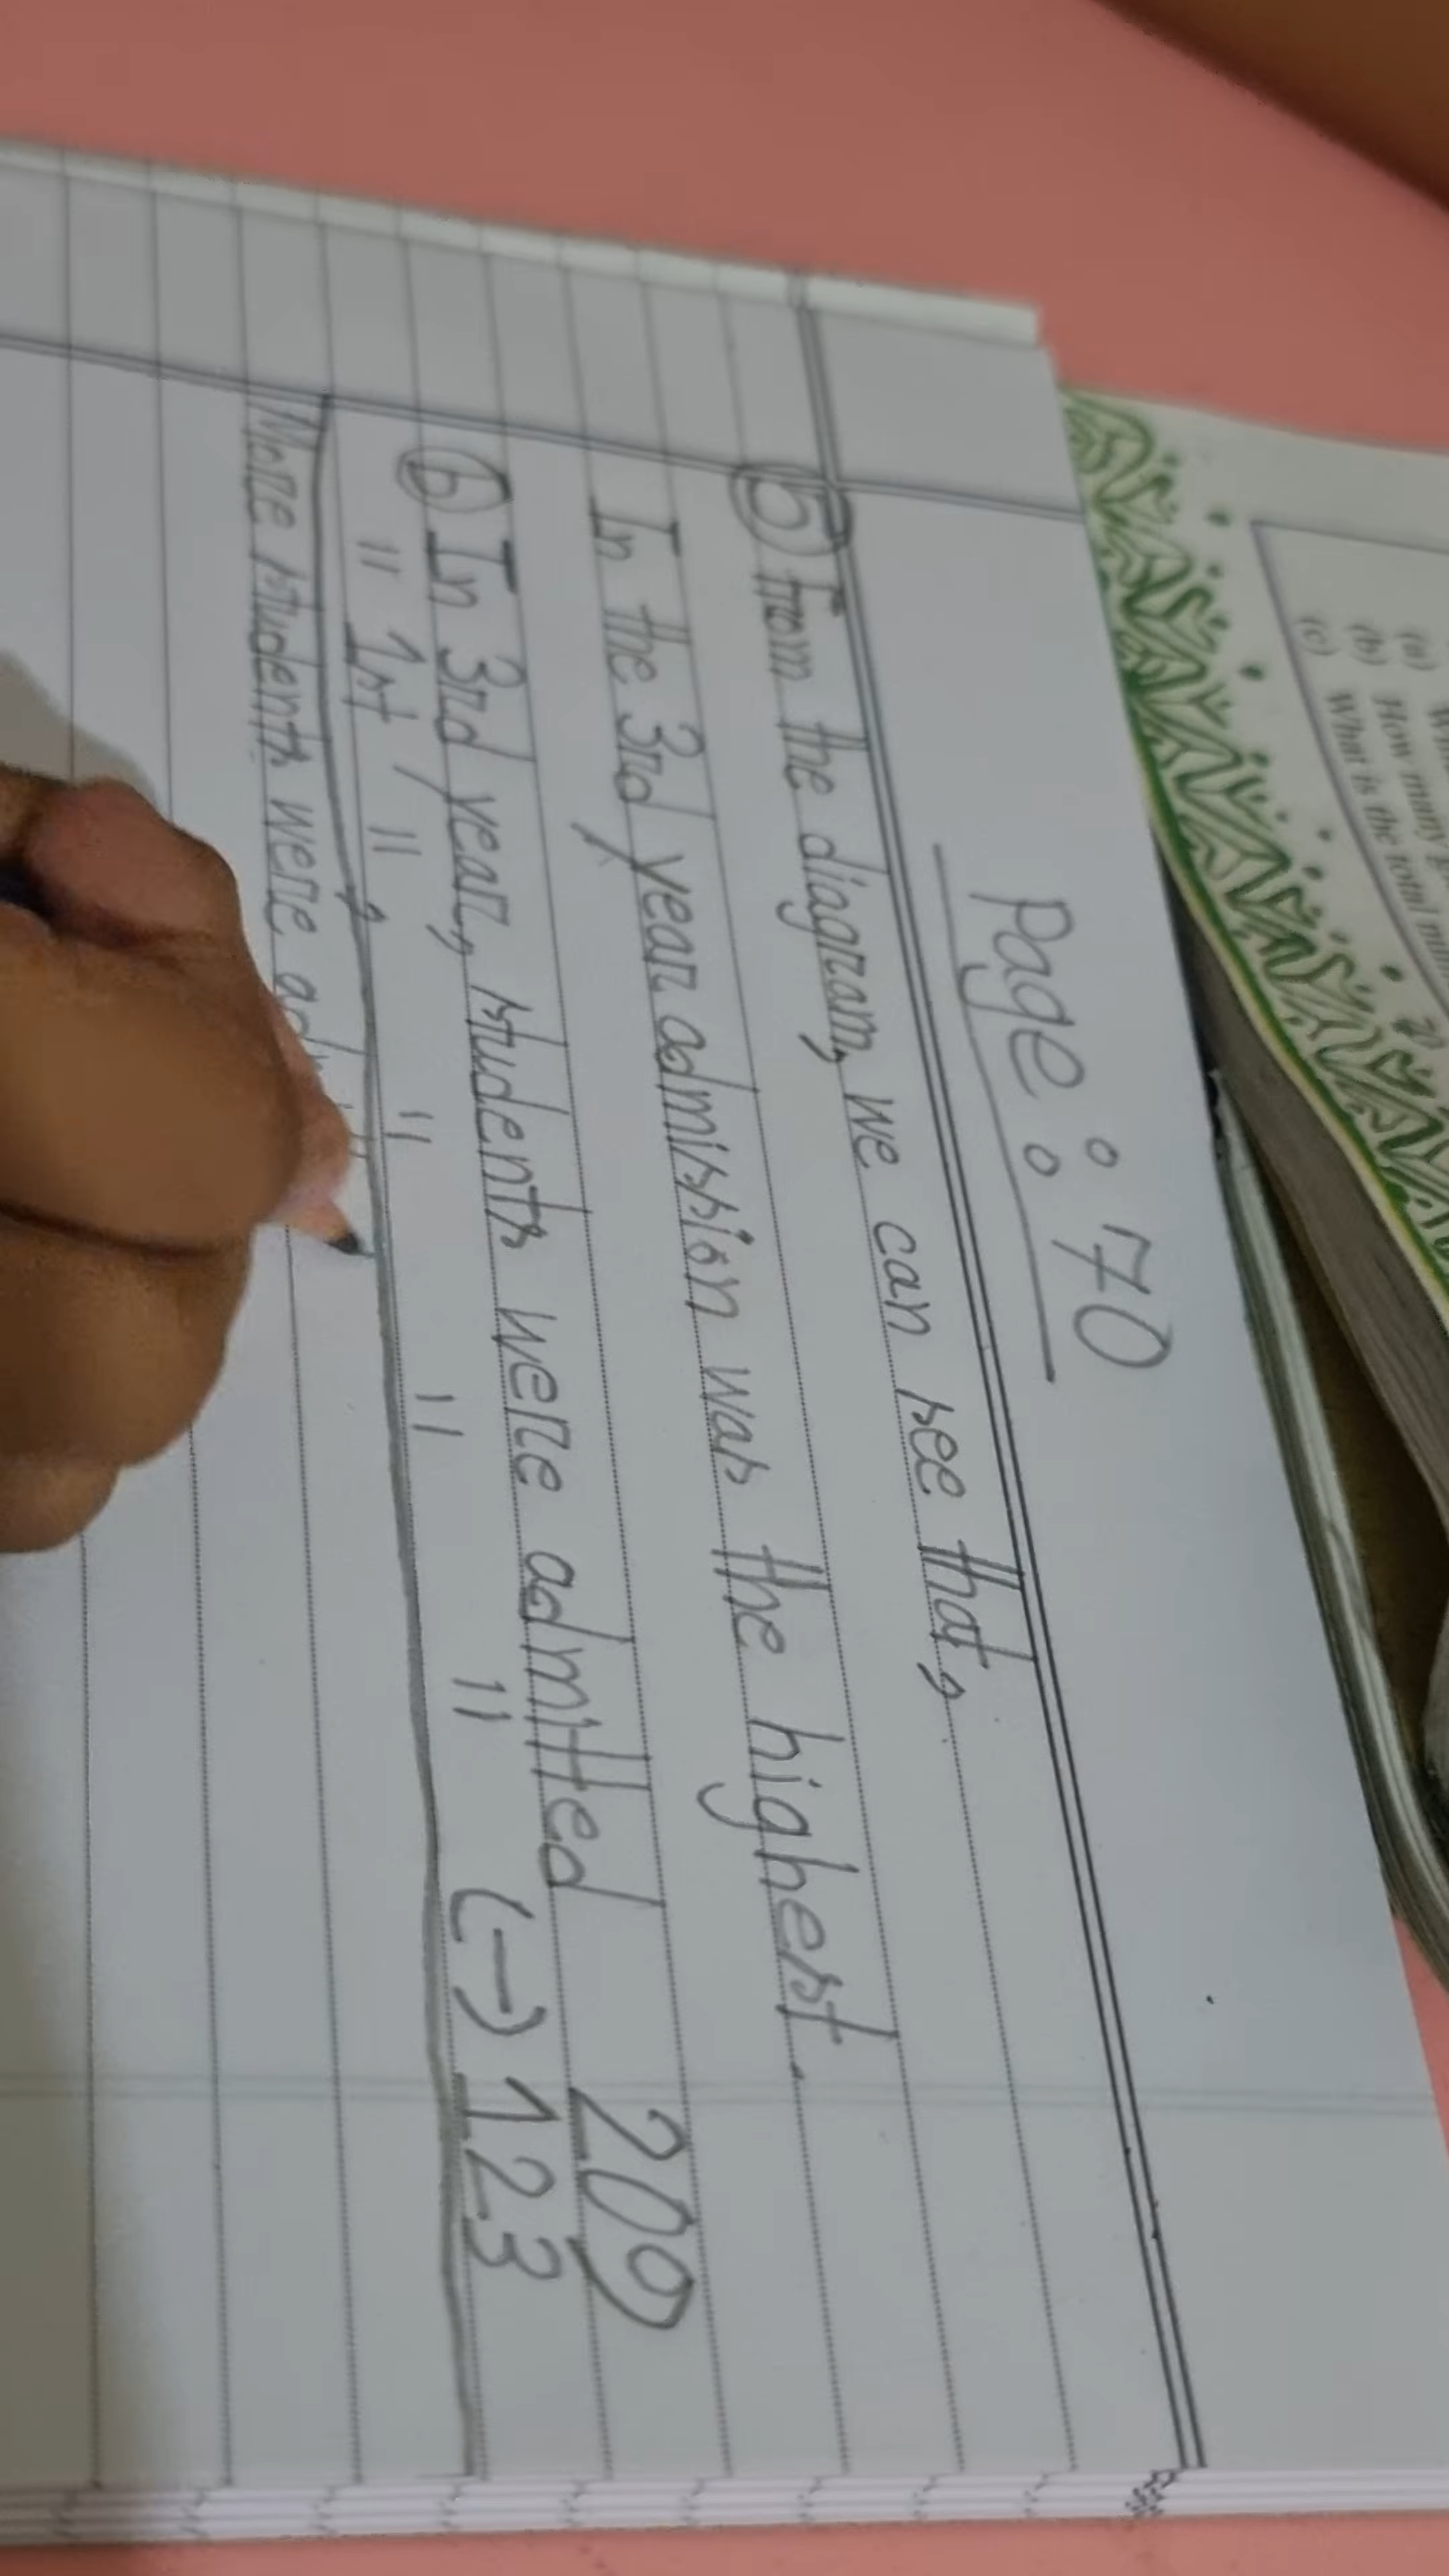 Page : 70
5 From the diagram, we can see that,
In the 3rd year admission was the highest.
6 In 3rd year, students were admitted 209
" 1st " , " " " (-) 123
More students were
(a)
(b) How many
(c) What is the total